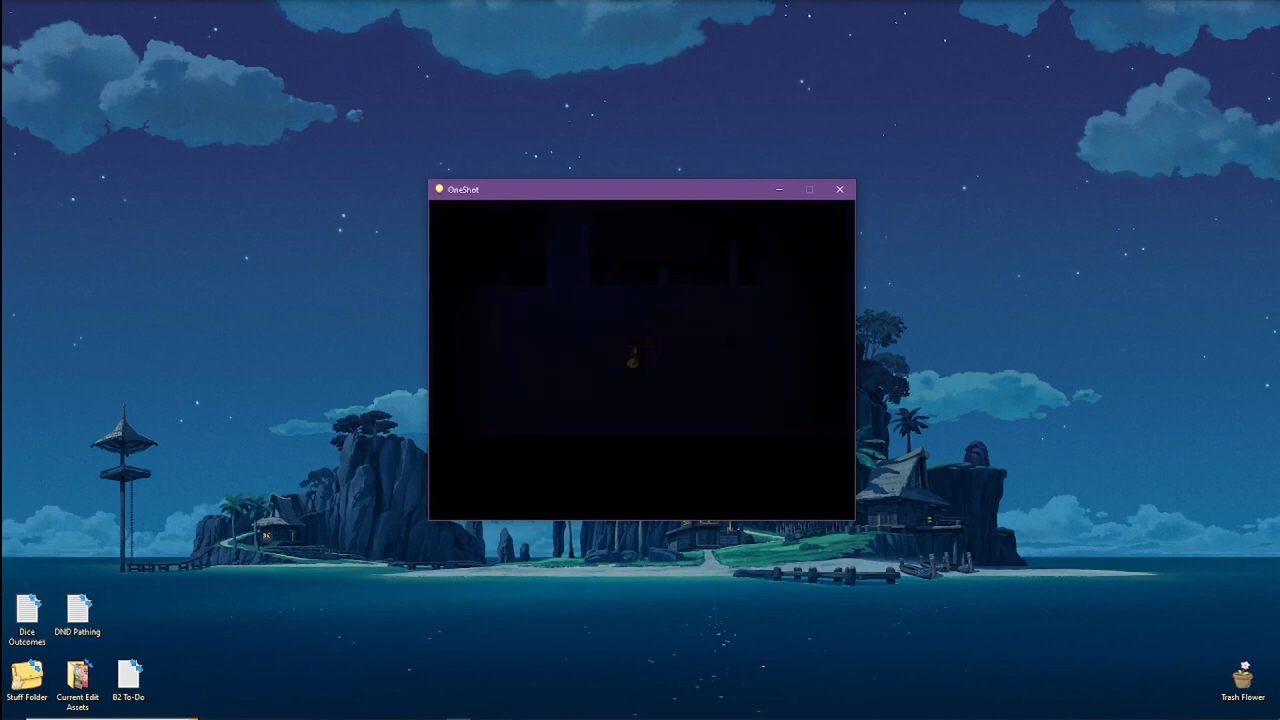 OneShot
Dice
Outcomes
DND Pathing
Stuff Folder
Current Edit
Assets
B2 To-Do
Trash Flower